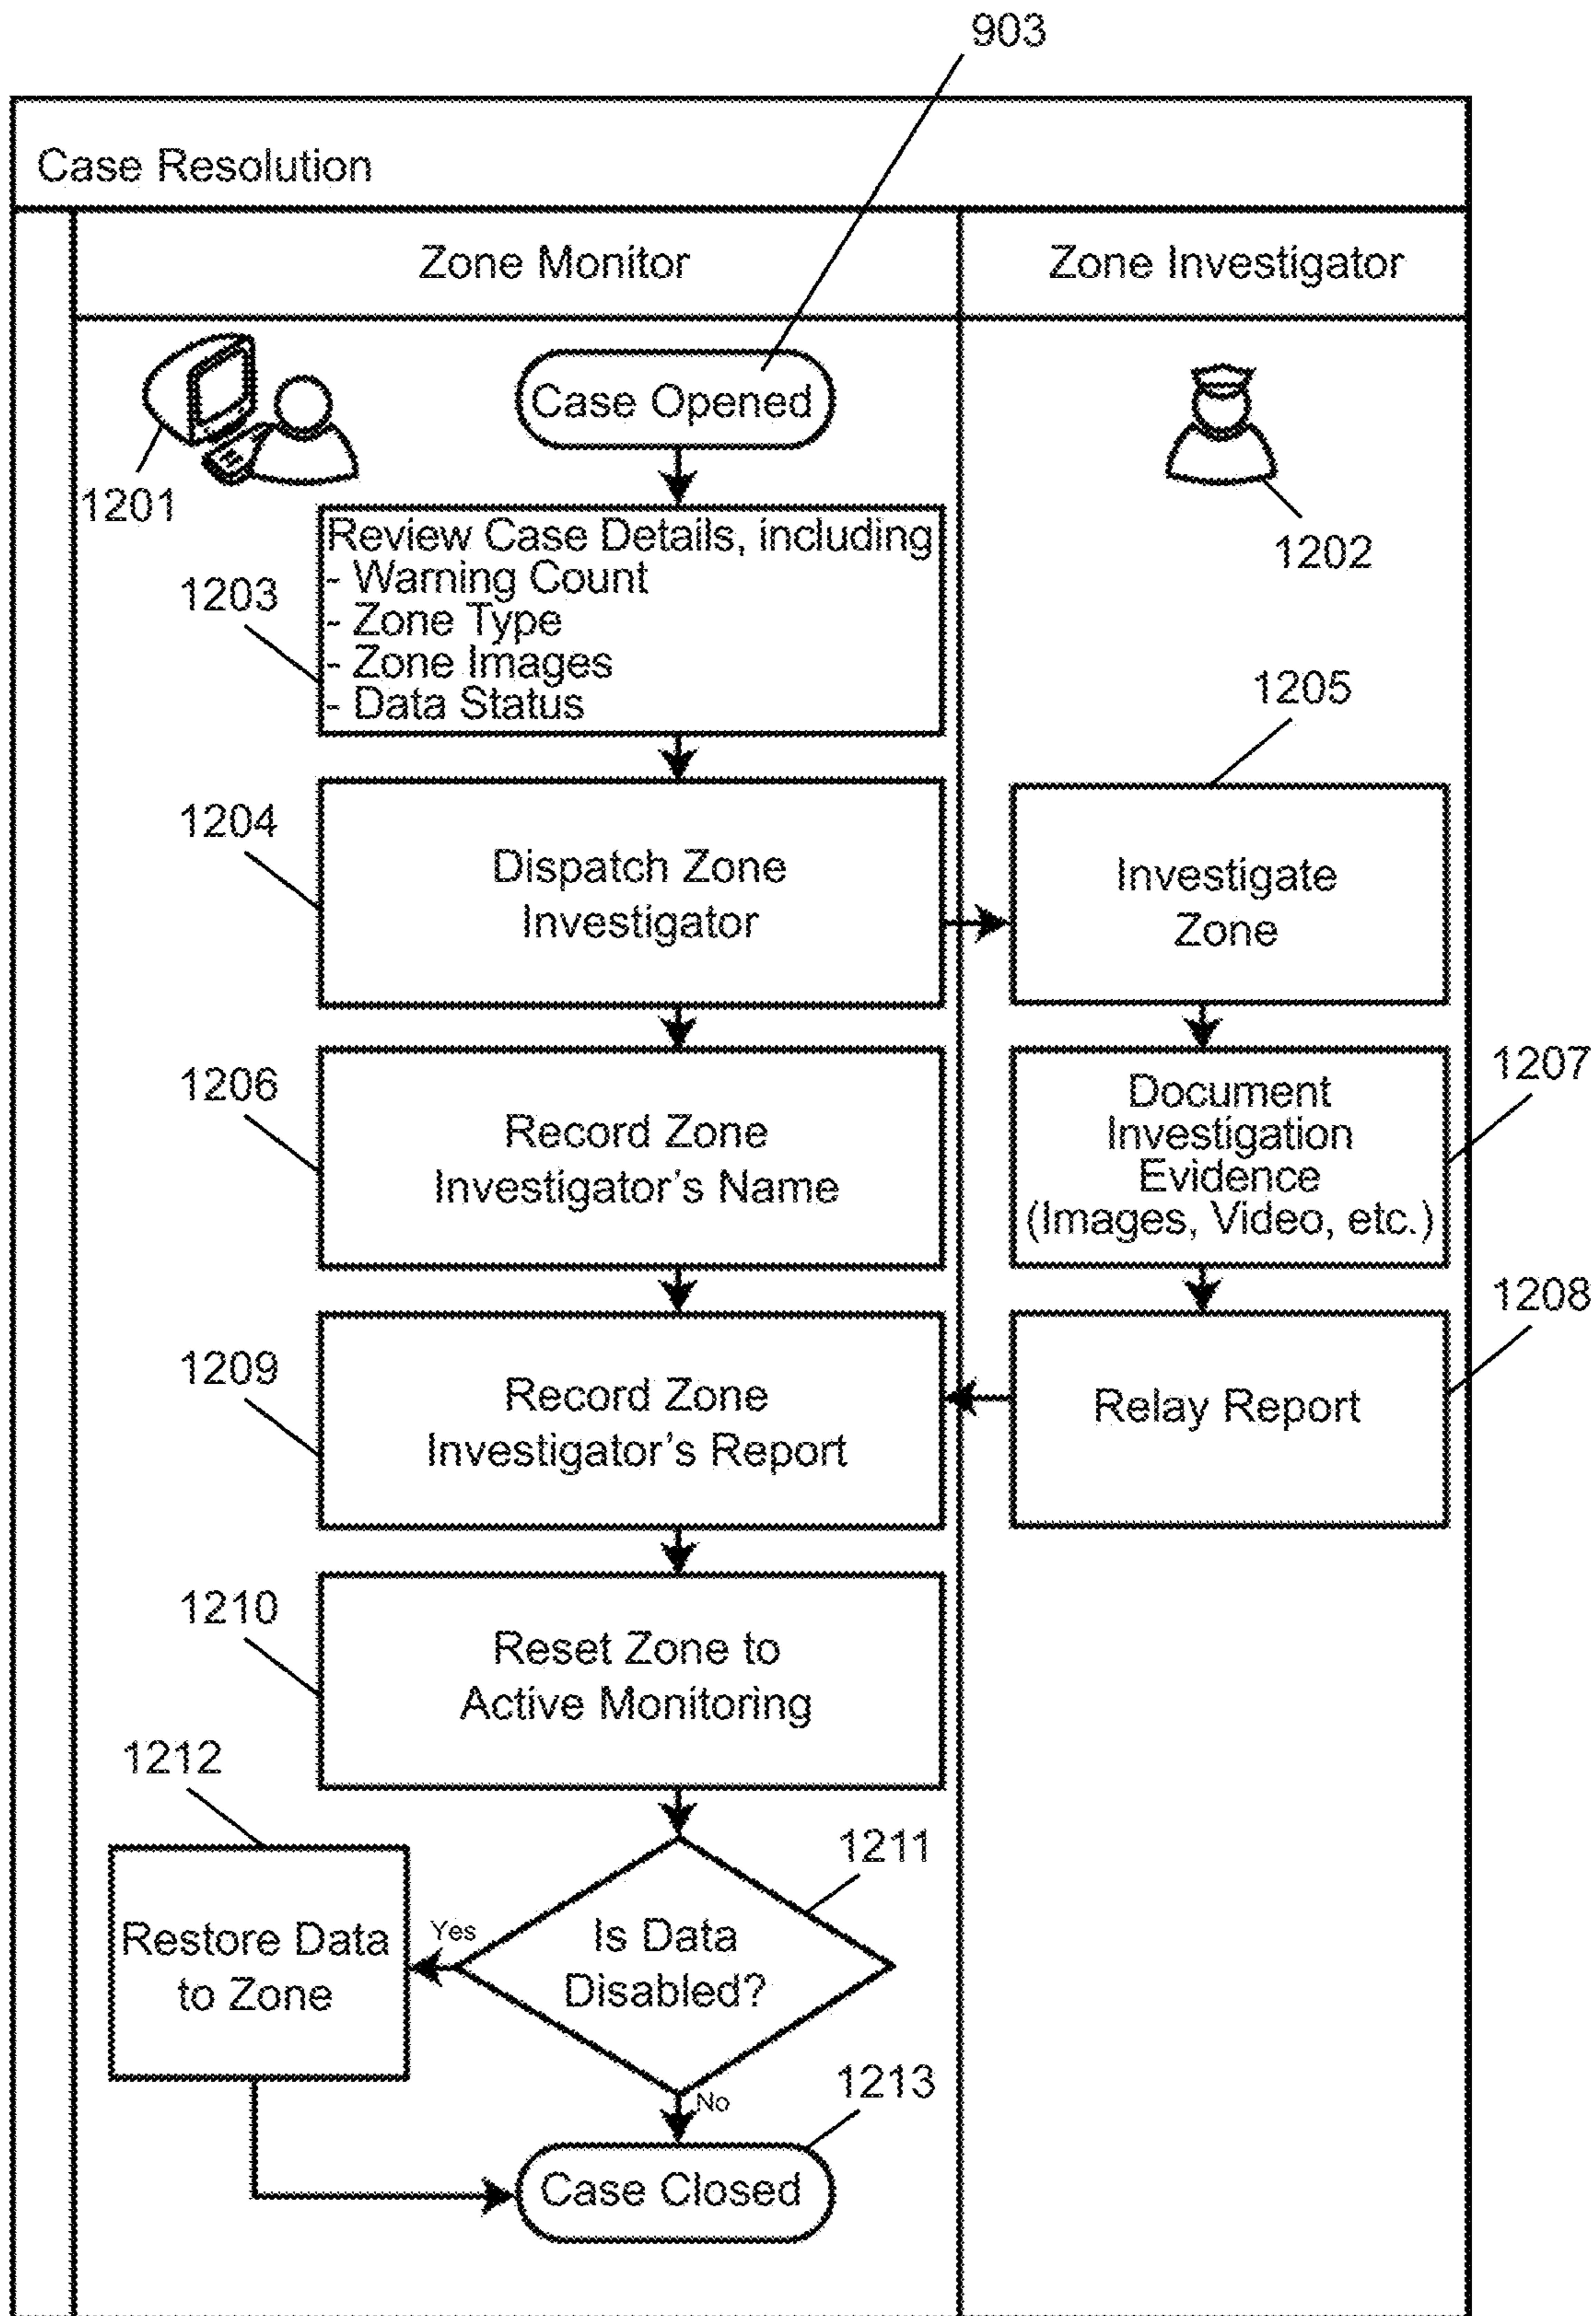 903
Case Resolution
Zone Monitor
Zone Investigator
Case Opened
1201
1202
Review Case Details, including
- Warning Count
- Zone Type
- Zone Images
- Data Status
1203
1205
1204
Dispatch Zone
Investigator
Investigate
Zone
1206
Record Zone
Investigator's Name
1207
Document
Investigation
Evidence
(Images, Video, etc.)
1208
1209
Record Zone
Investigator's Report
Relay Report
1210
Reset Zone to
Active Monitoring
1212
1211
Restore Data
to Zone
Yes
Is Data
Disabled?
No
1213
Case Closed